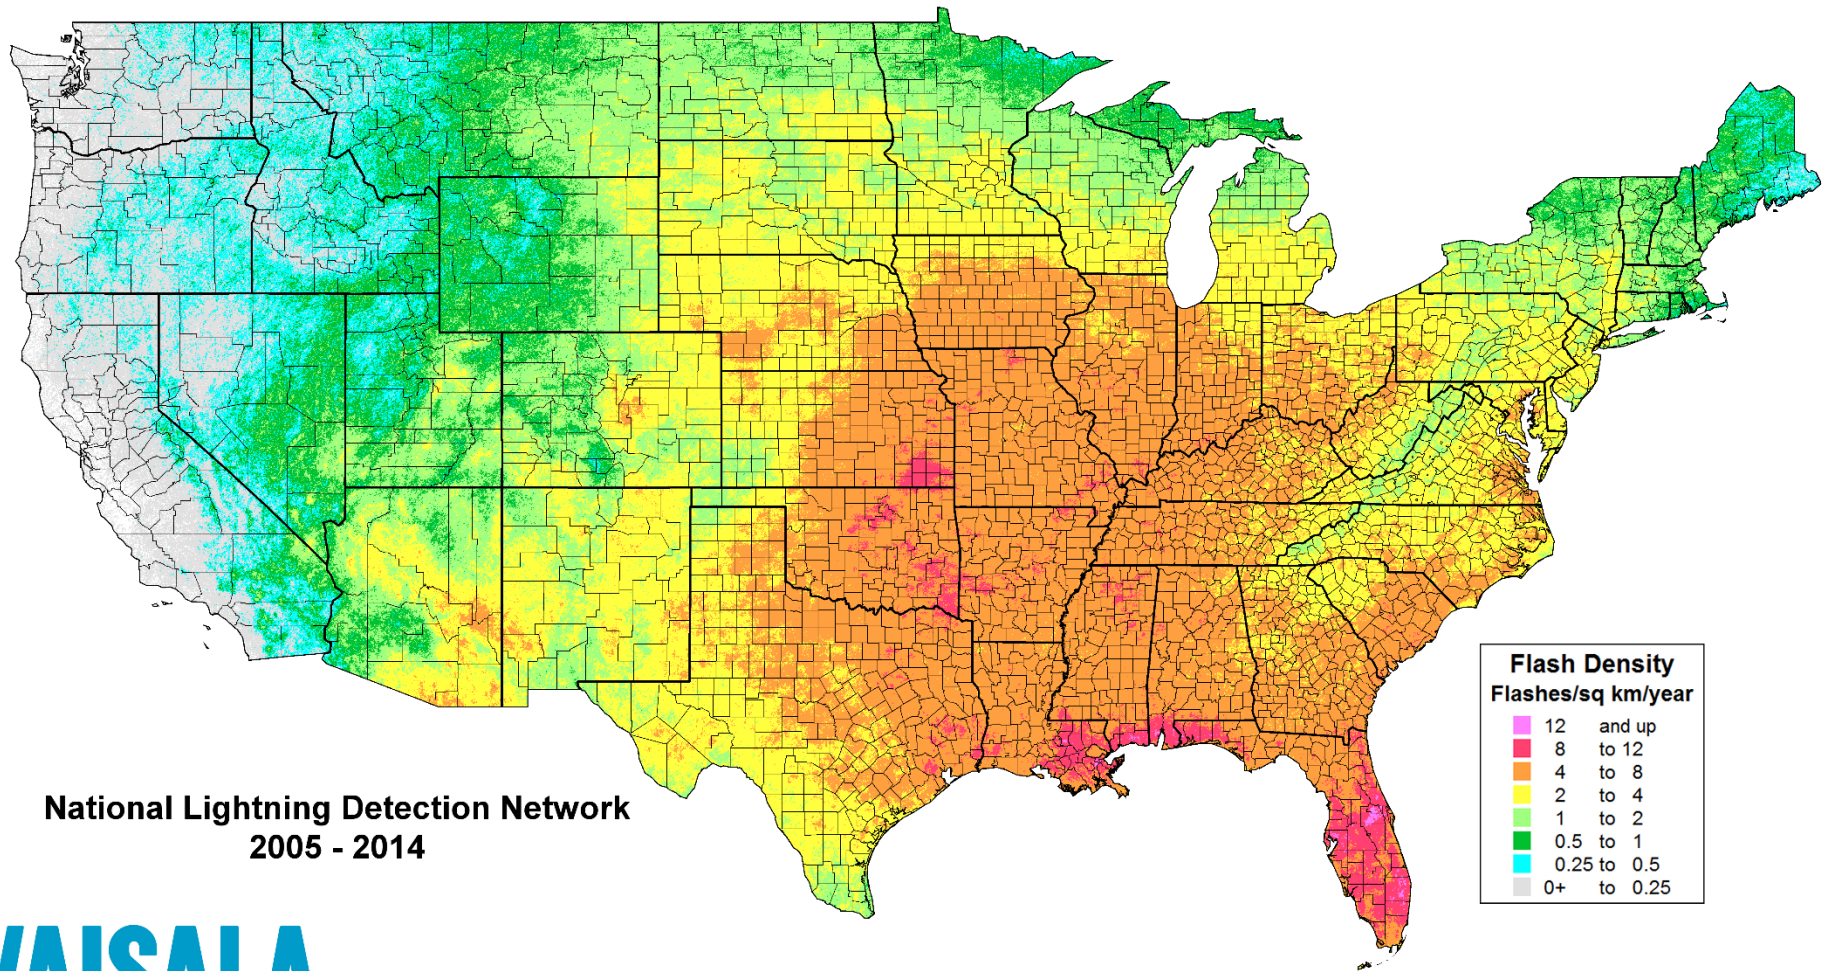 National Lightning Detection Network
2005 - 2014
Flash Density
Flashes/sq km/year
12 and up
8 to 12
4 to 8
2 to 4
1 to 2
0.5 to 1
0.25 to 0.5
0+ to 0.25
VAISALA